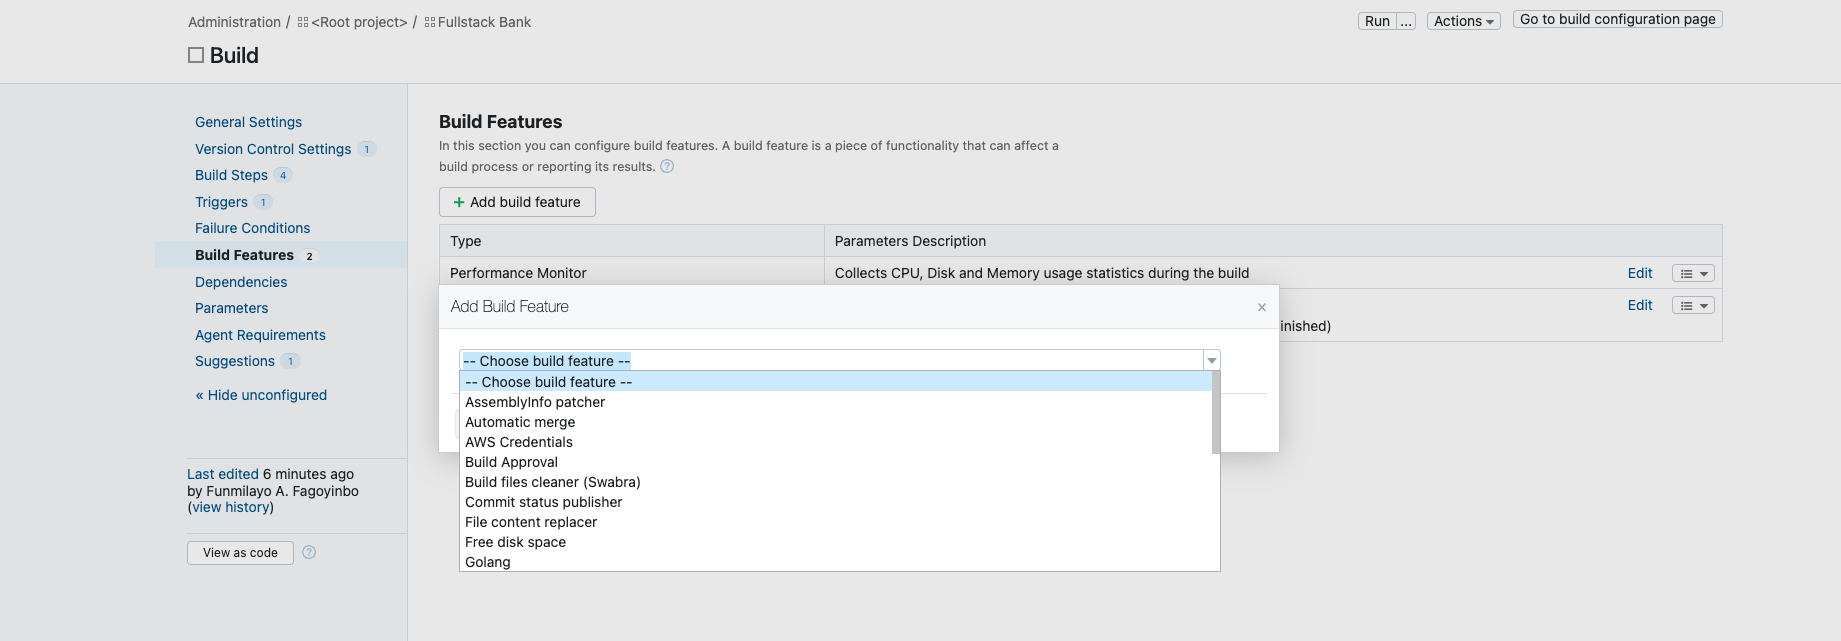 Administration / <Root project> / Fullstack Bank
Run ... Actions Go to build configuration page
Build
General Settings
Version Control Settings 1
Build Steps 4
Triggers 1
Failure Conditions
Build Features 2
Dependencies
Parameters
Agent Requirements
Suggestions 1
« Hide unconfigured
Last edited 6 minutes ago
by Funmilayo A. Fagoyinbo
(view history)
View as code ?
Build Features
In this section you can configure build features. A build feature is a piece of functionality that can affect a
build process or reporting its results. ?
+ Add build feature
Type Parameters Description
Performance Monitor Collects CPU, Disk and Memory usage statistics during the build Edit
Edit
inished)
Add Build Feature ×
-- Choose build feature --
-- Choose build feature --
AssemblyInfo patcher
Automatic merge
AWS Credentials
Build Approval
Build files cleaner (Swabra)
Commit status publisher
File content replacer
Free disk space
Golang